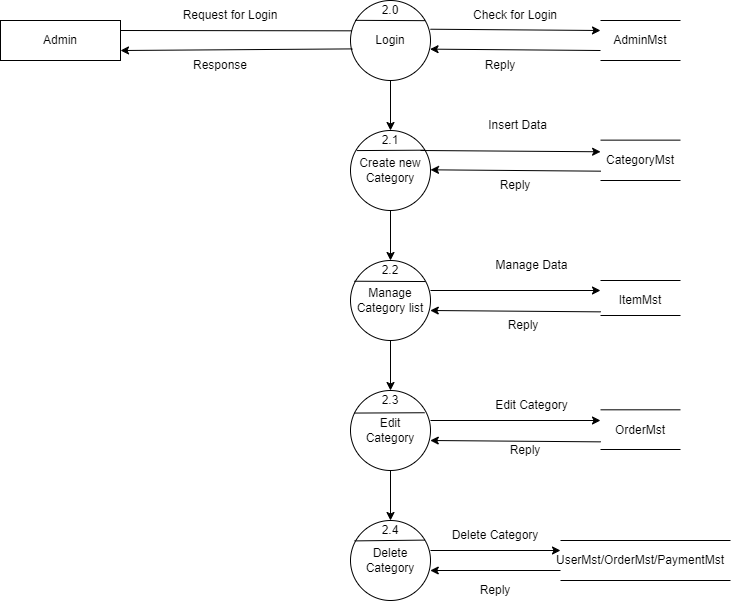 2.0
Request for Login
Check for Login
Admin
Login
AdminMst
Response
Reply
Insert Data
2.1
Create new
Category
CategoryMst
Reply
Manage Data
2.2
Manage
Category list
ItemMst
Reply
2.3
Edit Category
Edit
Category
OrderMst
Reply
2.4
Delete Category
Delete
Category
UserMst/OrderMst/PaymentMst
Reply